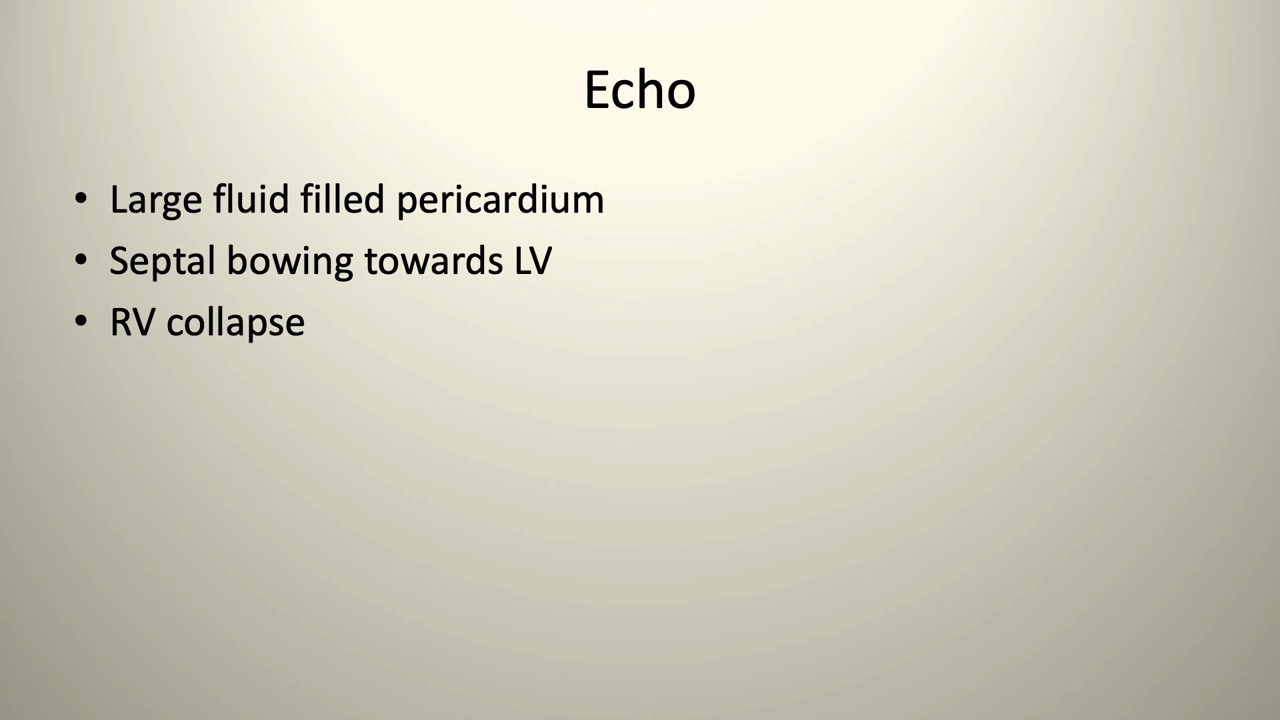 Echo
• Large fluid filled pericardium
• Septal bowing towards LV
• RV collapse